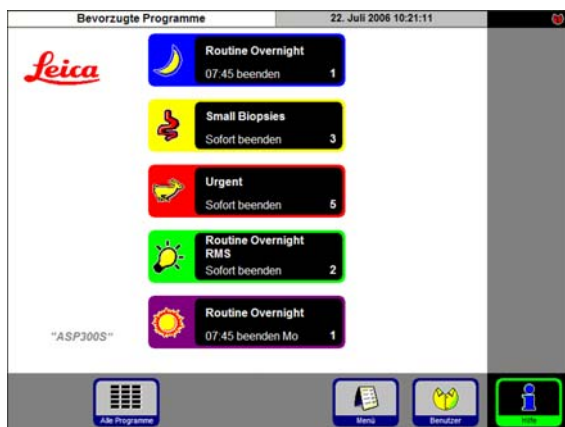 Bevorzugte Programme
22. Juli 2006 10:21:11
Leica
Routine Overnight
07:45 beenden 1
Small Biopsies
Sofort beenden 3
Urgent
Sofort beenden 5
Routine Overnight
RMS
Sofort beenden 2
Routine Overnight
07:45 beenden Mo 1
"ASP300S"
Alle Programme
Menü
Benutzer
Hilfe